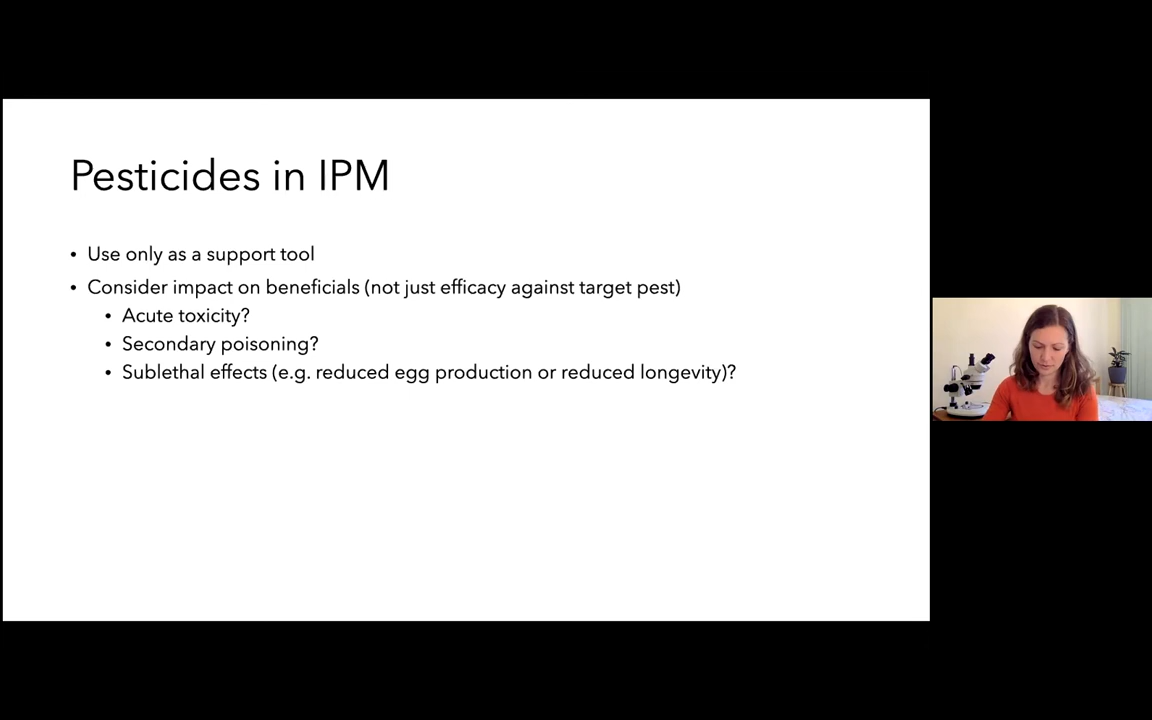 Pesticides in IPM
• Use only as a support tool
• Consider impact on beneficials (not just efficacy against target pest)
• Acute toxicity?
• Secondary poisoning?
• Sublethal effects (e.g. reduced egg production or reduced longevity)?